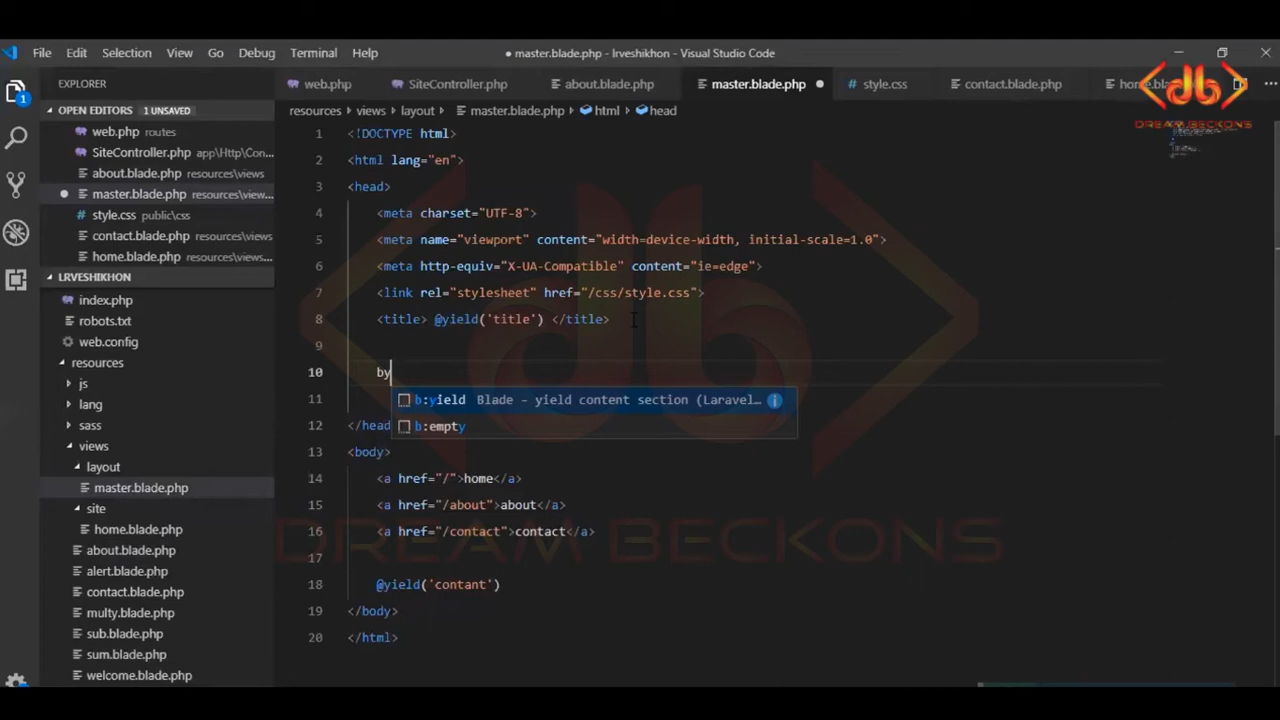 File Edit Selection View Go Debug Terminal Help
● master.blade.php - lrveshikhon - Visual Studio Code
EXPLORER
OPEN EDITORS 1 UNSAVED
web.php routes
SiteController.php app\Http\Con...
about.blade.php resources\views
master.blade.php resources\view...
style.css public\css
contact.blade.php resources\views
home.blade.php resources\views...
LRVESHIKHON
index.php
robots.txt
web.config
resources
js
lang
sass
views
layout
master.blade.php
site
home.blade.php
about.blade.php
alert.blade.php
contact.blade.php
multy.blade.php
sub.blade.php
sum.blade.php
welcome.blade.php
1
web.php SiteController.php about.blade.php master.blade.php ● style.css contact.blade.php
DREAM BECKONS
resources > views > layout > master.blade.php > html > head
1 <!DOCTYPE html>
2 <html lang="en">
3 <head>
4 <meta charset="UTF-8">
5 <meta name="viewport" content="width=device-width, initial-scale=1.0">
6 <meta http-equiv="X-UA-Compatible" content="ie=edge">
7 <link rel="stylesheet" href="/css/style.css">
8 <title> @yield('title') </title>
9
10 by
11
b:yield Blade - yield content section (Laravel...
b:empty
12 </head
13 <body>
14 <a href="/">home</a>
15 <a href="/about">about</a>
16 <a href="/contact">contact</a>
17
18 @yield('contant')
19 </body>
20 </html>
DREAM BECKONS